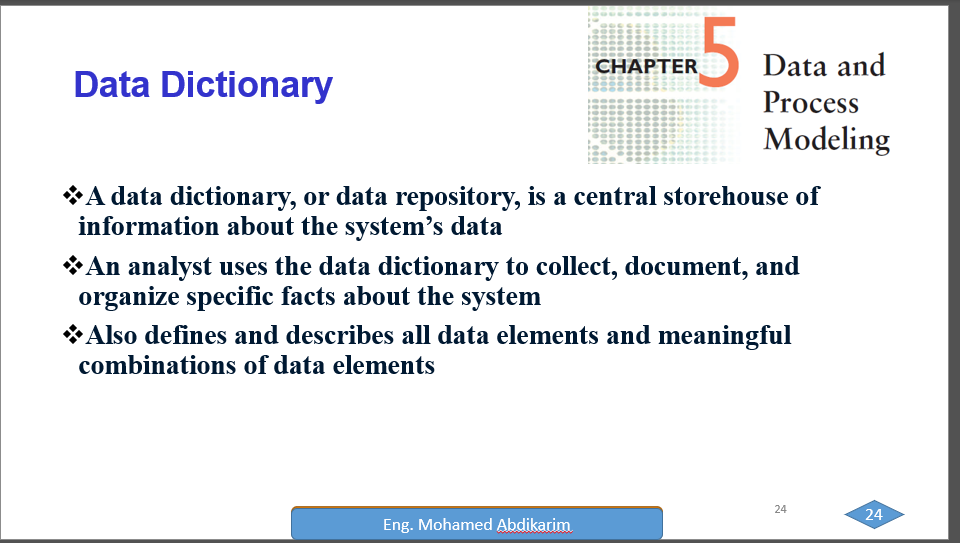 Data Dictionary
CHAPTER 5
Data and
Process
Modeling
❖A data dictionary, or data repository, is a central storehouse of
information about the system’s data
❖An analyst uses the data dictionary to collect, document, and
organize specific facts about the system
❖Also defines and describes all data elements and meaningful
combinations of data elements
Eng. Mohamed Abdikarim
24
24